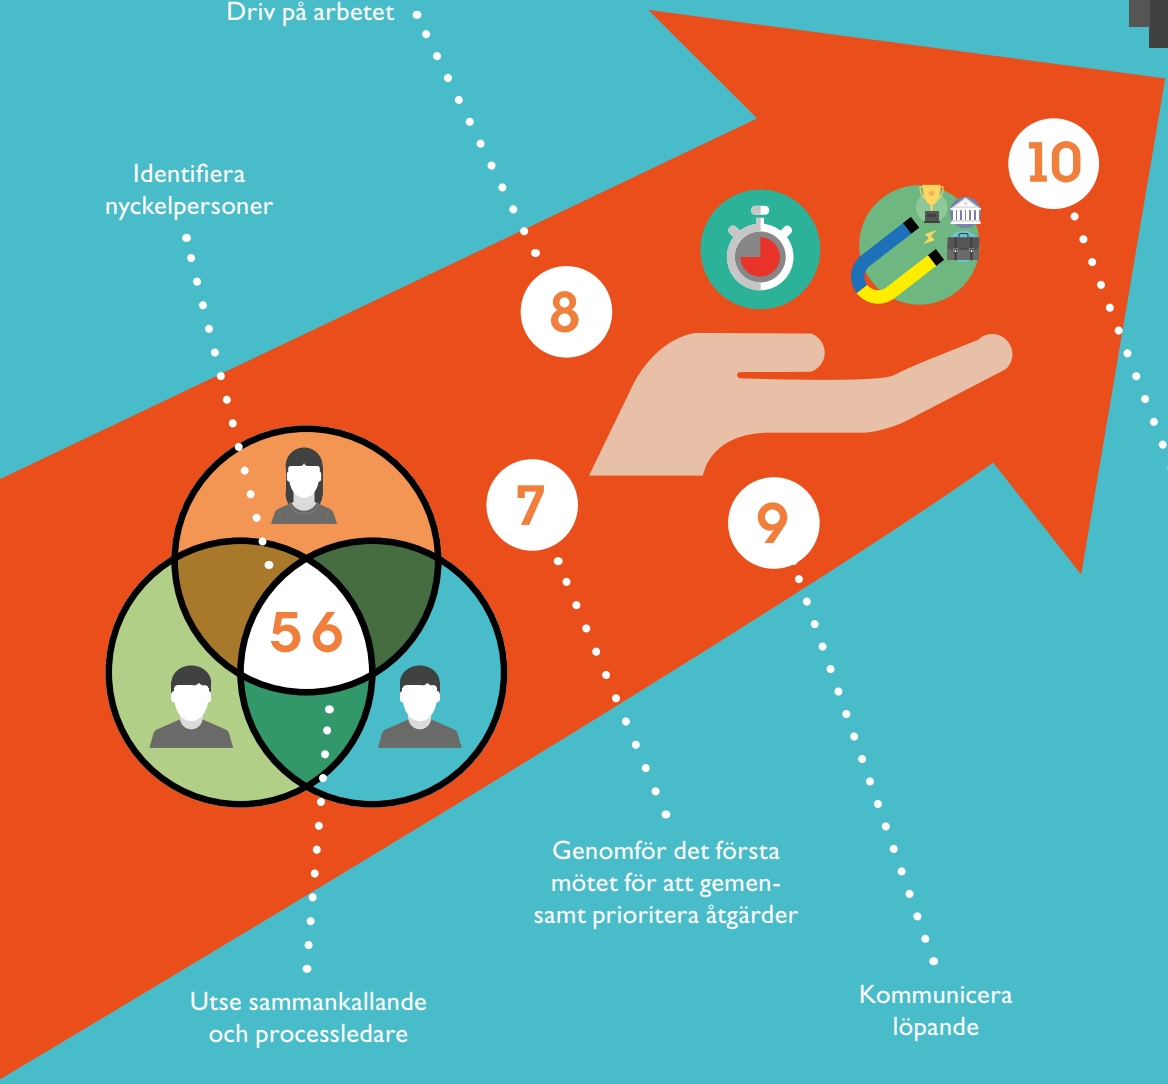 Driv på arbetet
Identifiera
nyckelpersoner
10
8
7
9
5 6
Genomför det första
mötet för att gemen-
samt prioritera åtgärder
Utse sammankallande
och processledare
Kommunicera
löpande